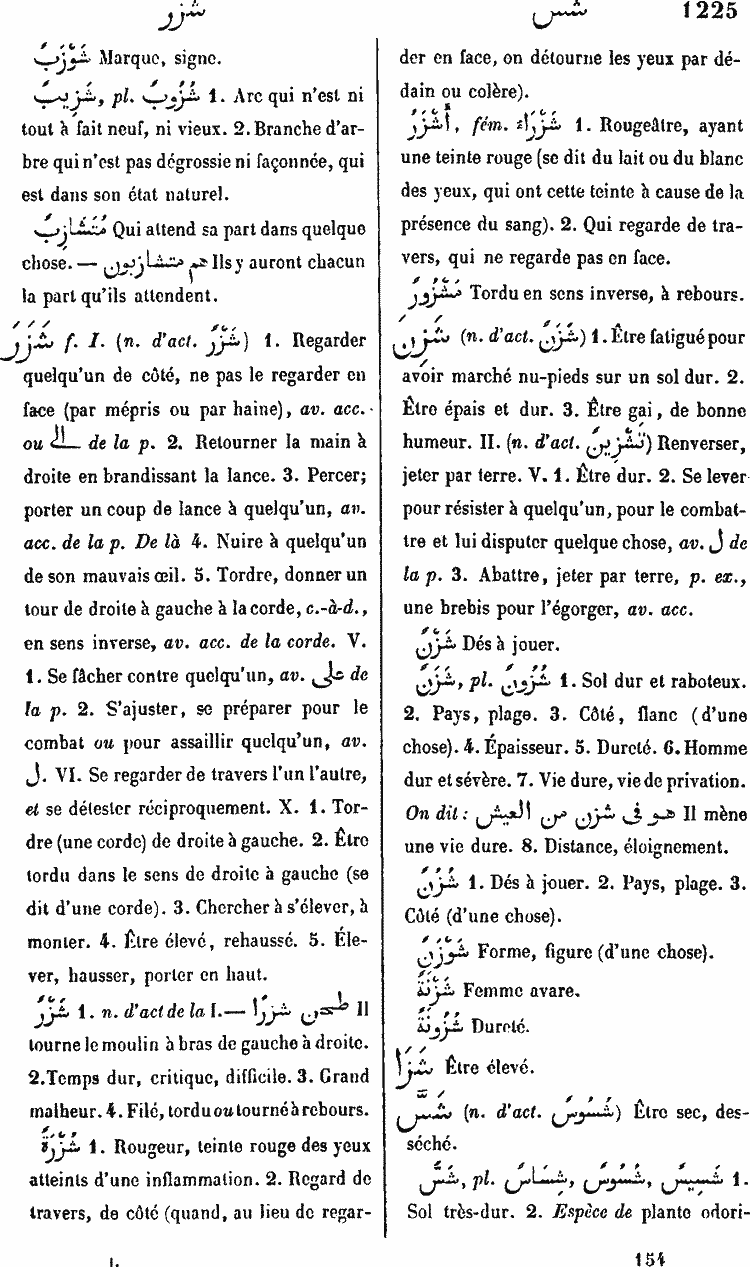 شزر
شس
1225
شَوْزَبٌ Marque, signe.
شَزِيبٌ, pl. شُزُوبٌ 1. Arc qui n'est ni
tout à fait neuf, ni vieux. 2. Branche d'ar-
bre qui n'est pas dégrossie ni façonnée, qui
est dans son état naturel.
مُتَشَازِبٌ Qui attend sa part dans quelque
chose. — هم متشازبون Ils y auront chacun
la part qu'ils attendent.
شَزَرَ f. I. (n. d'act. شَزْرٌ) 1. Regarder
quelqu'un de côté, ne pas le regarder en
face (par mépris ou par haine), av. acc.
ou الى de la p. 2. Retourner la main à
droite en brandissant la lance. 3. Percer;
porter un coup de lance à quelqu'un, av.
acc. de la p. De là 4. Nuire à quelqu'un
de son mauvais œil. 5. Tordre, donner un
tour de droite à gauche à la corde, c.-à-d.,
en sens inverse, av. acc. de la corde. V.
1. Se fâcher contre quelqu'un, av. على de
la p. 2. S'ajuster, se préparer pour le
combat ou pour assaillir quelqu'un, av.
ل. VI. Se regarder de travers l'un l'autre,
et se détester réciproquement. X. 1. Tor-
dre (une corde) de droite à gauche. 2. Être
tordu dans le sens de droite à gauche (se
dit d'une corde). 3. Chercher à s'élever, à
monter. 4. Être élevé, rehaussé. 5. Éle-
ver, hausser, porter en haut.
شَزْرٌ 1. n. d'act de la I. — طحن شزرا Il
tourne le moulin à bras de gauche à droite.
2. Temps dur, critique, difficile. 3. Grand
malheur. 4. Filé, tordu ou tourné à rebours.
شُزْرَةٌ 1. Rougeur, teinte rouge des yeux
atteints d'une inflammation. 2. Regard de
travers, de côté (quand, au lieu de regar-
I.
der en face, on détourne les yeux par dé-
dain ou colère).
أَشْزَرُ, fém. شَزْرَاءُ 1. Rougeâtre, ayant
une teinte rouge (se dit du lait ou du blanc
des yeux, qui ont cette teinte à cause de la
présence du sang). 2. Qui regarde de tra-
vers, qui ne regarde pas en face.
مَشْزُورٌ Tordu en sens inverse, à rebours.
شَزِنَ (n. d'act. شَزَنٌ) 1. Être fatigué pour
avoir marché nu-pieds sur un sol dur. 2.
Être épais et dur. 3. Être gai, de bonne
humeur. II. (n. d'act. تَشْزِينٌ) Renverser,
jeter par terre. V. 1. Être dur. 2. Se lever
pour résister à quelqu'un, pour le combat-
tre et lui disputer quelque chose, av. ل de
la p. 3. Abattre, jeter par terre, p. ex.,
une brebis pour l'égorger, av. acc.
شَزْنٌ Dés à jouer.
شَزَنٌ, pl. شُزُونٌ 1. Sol dur et raboteux.
2. Pays, plage. 3. Côté, flanc (d'une
chose). 4. Épaisseur. 5. Dureté. 6. Homme
dur et sévère. 7. Vie dure, vie de privation.
On dit : هو فى شزن من العيش Il mène
une vie dure. 8. Distance, éloignement.
شُزُنٌ 1. Dés à jouer. 2. Pays, plage. 3.
Côté (d'une chose).
شَوْزَنٌ Forme, figure (d'une chose).
شَزْنَةٌ Femme avare.
شُزُونَةٌ Dureté.
شَزَا Être élevé.
شَسَّ (n. d'act. شُسُوسٌ) Être sec, des-
séché.
شَسٌّ, pl. شِسَاسٌ, شُسُوسٌ, شَسِيسٌ 1.
Sol très-dur. 2. Espèce de plante odori-
154